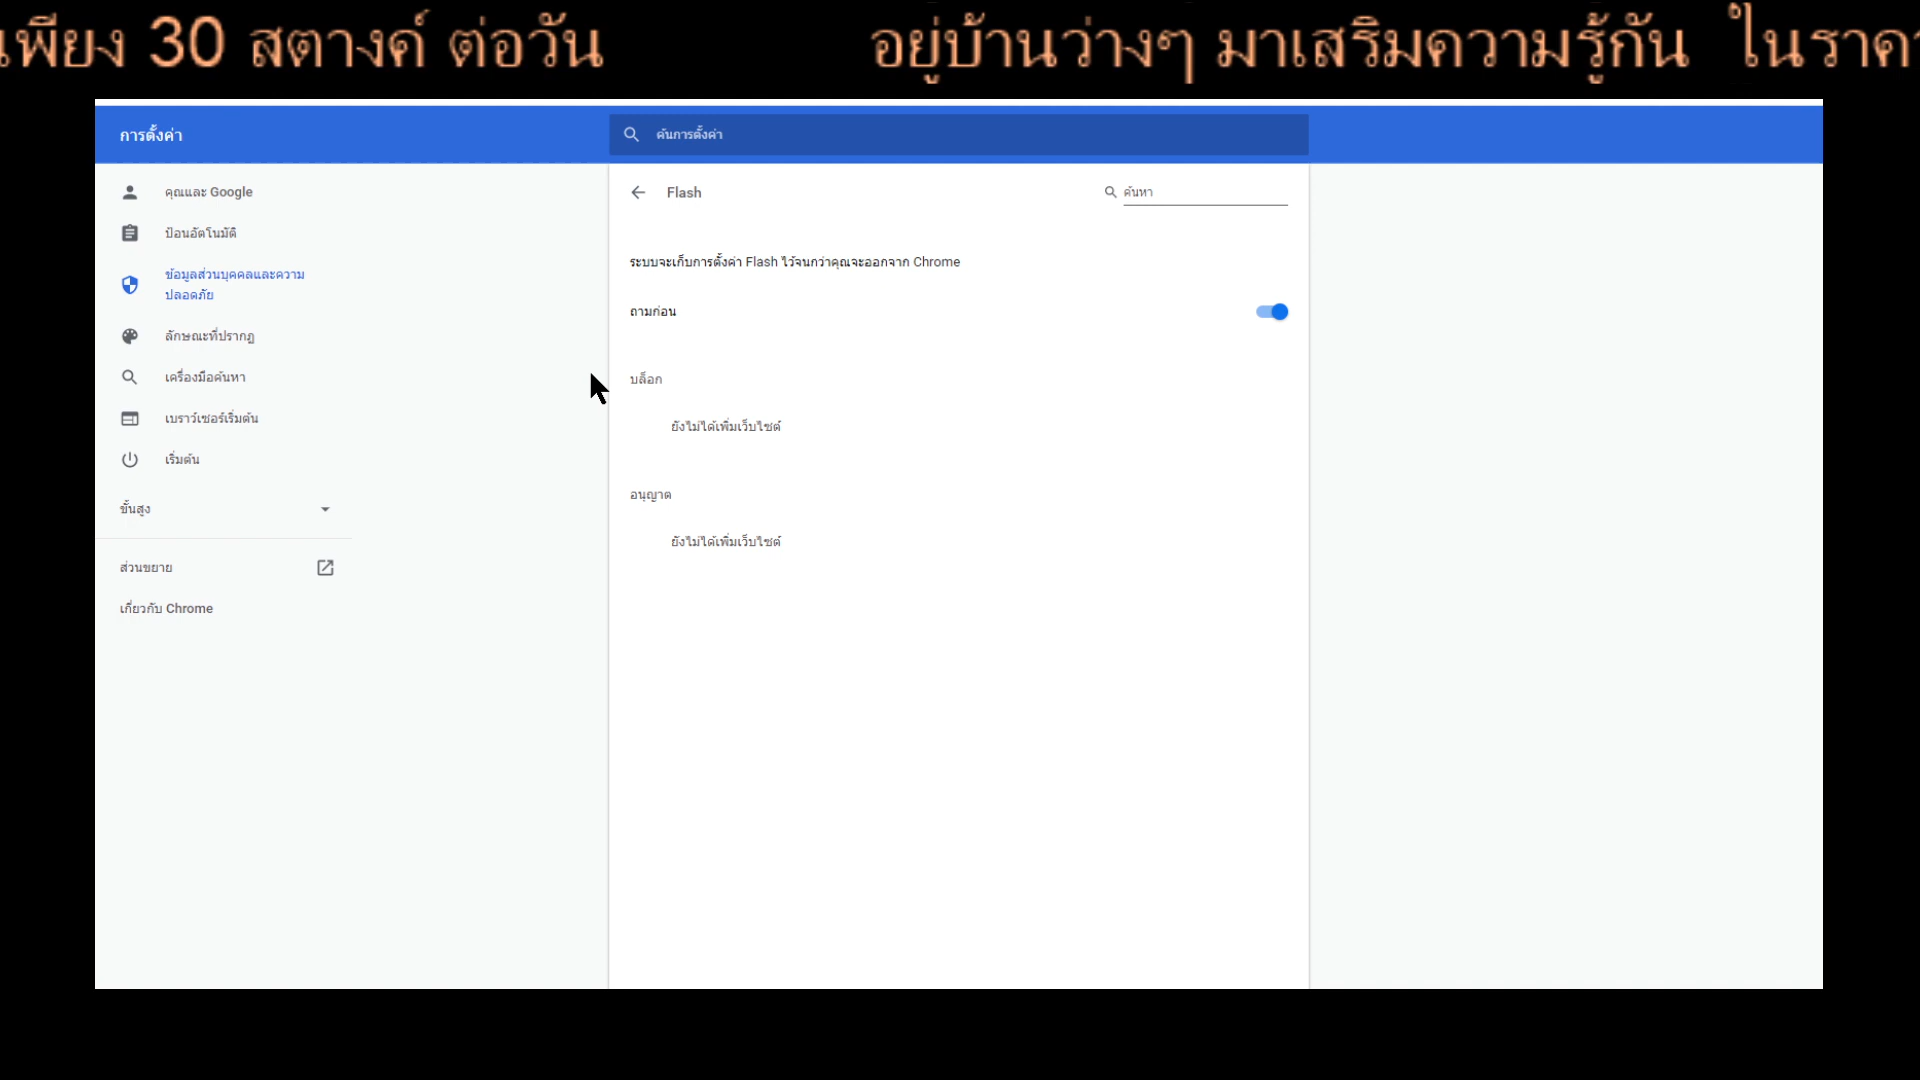 เพียง 30 สตางค์ ต่อวัน อยู่บ้านว่างๆ มาเสริมความรู้กัน ในราคา
การตั้งค่า
ค้นการตั้งค่า
คุณและ Google
ป้อนอัตโนมัติ
ข้อมูลส่วนบุคคลและความ
ปลอดภัย
ลักษณะที่ปรากฏ
เครื่องมือค้นหา
เบราว์เซอร์เริ่มต้น
เริ่มต้น
ขั้นสูง
ส่วนขยาย
เกี่ยวกับ Chrome
Flash
ค้นหา
ระบบจะเก็บการตั้งค่า Flash ไว้จนกว่าคุณจะออกจาก Chrome
ถามก่อน
บล็อก
ยังไม่ได้เพิ่มเว็บไซต์
อนุญาต
ยังไม่ได้เพิ่มเว็บไซต์